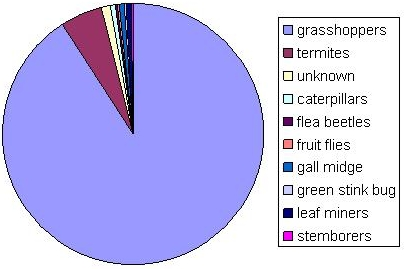 grasshoppers
termites
unknown
caterpillars
flea beetles
fruit flies
gall midge
green stink bug
leaf miners
stemborers